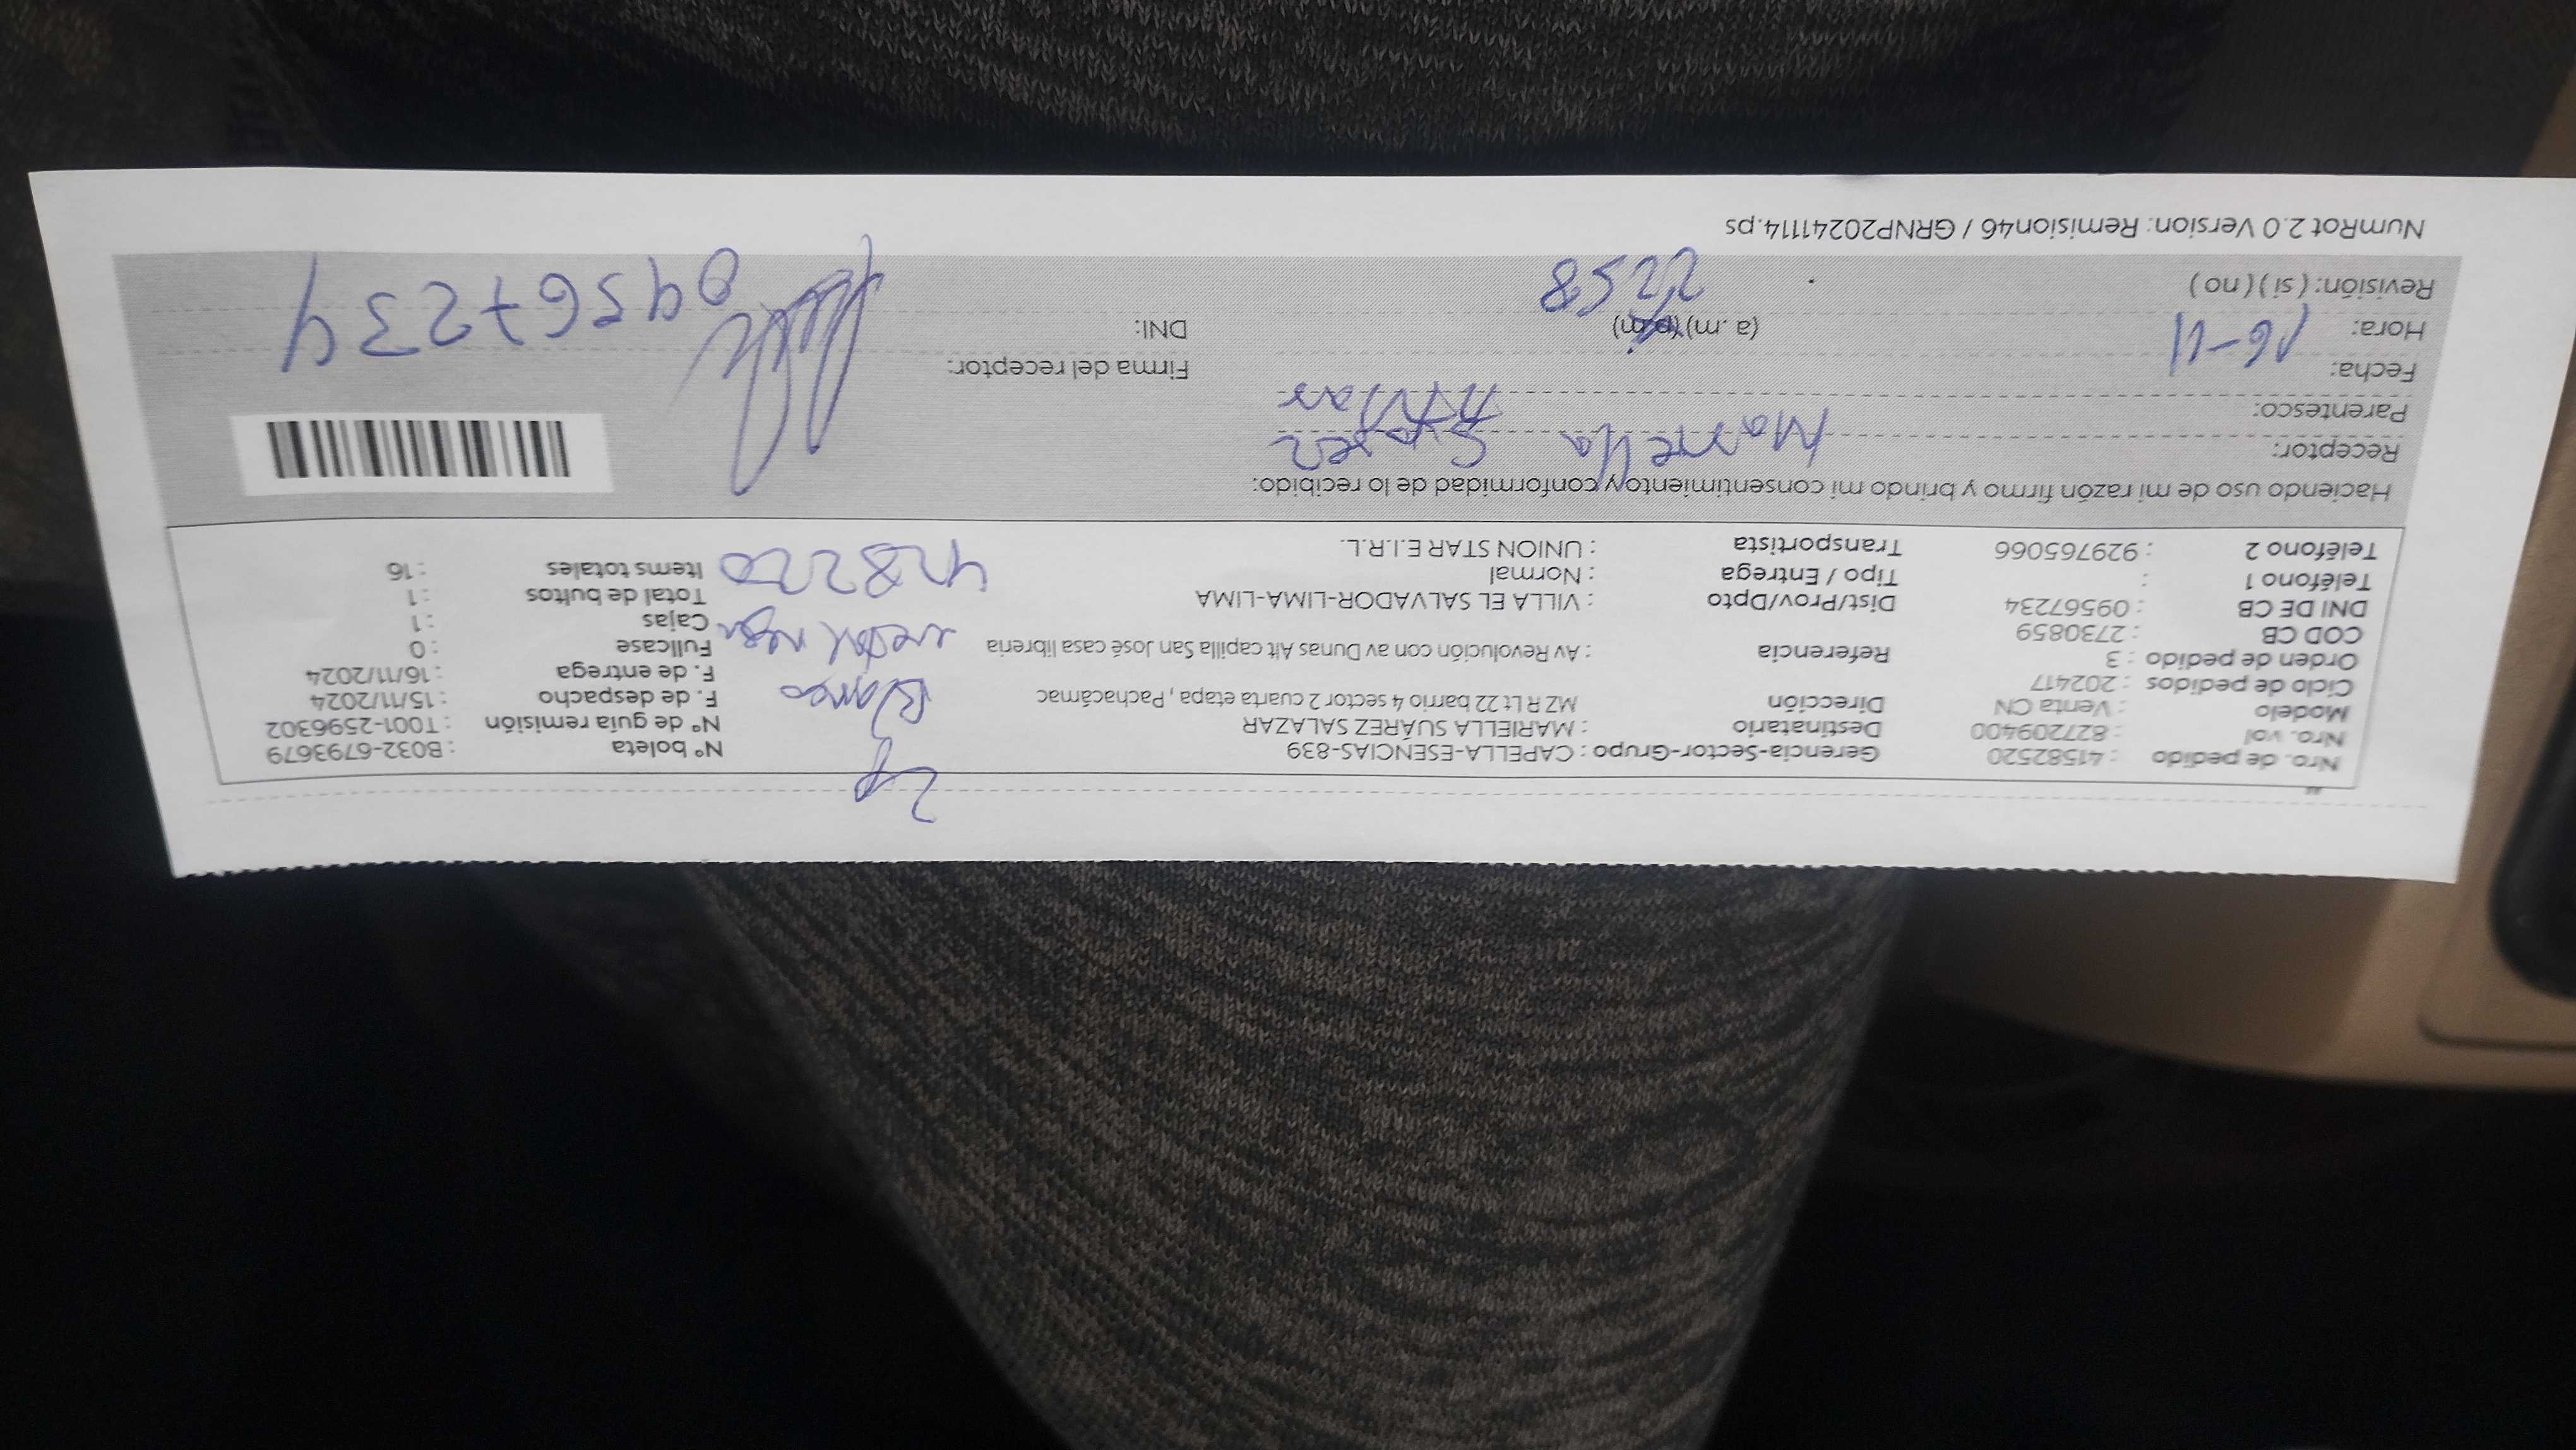 Nro. de pedido : 41582520 Gerencia-Sector-Grupo : CAPELLA-ESENCIAS-839 N° boleta : B032-6793679
Nro. vol : 827209400 Destinatario : MARIELLA SUÁREZ SALAZAR N° de guía remisión : T001-2596302
Modelo : Venta CN Dirección MZ R Lt 22 barrio 4 sector 2 cuarta etapa , Pachacámac F. de despacho : 15/11/2024
Ciclo de pedidos : 202417 F. de entrega : 16/11/2024
Orden de pedido : 3 Referencia : Av Revolución con av Dunas Alt capilla San José casa libreria Fullcase : 0
COD CB : 2730859 Cajas : 1
DNI DE CB : 09567234 Dist/Prov/Dpto : VILLA EL SALVADOR-LIMA-LIMA Total de bultos : 1
Teléfono 1 : Tipo / Entrega : Normal Items totales : 16
Teléfono 2 : 929765066 Transportista : UNION STAR E.I.R.L.
2p
Blanco
428220
Haciendo uso de mi razón firmo y brindo mi consentimiento y conformidad de lo recibido:
Receptor: Mariella Suarez
Parentesco:
Fecha: 16-11 Firma del receptor:
Hora: (a. m) (p. m) DNI: 09567234
2258
Revisión: ( si ) ( no )
NumRot 2.0 Version: Remision46 / GRNP20241114.ps